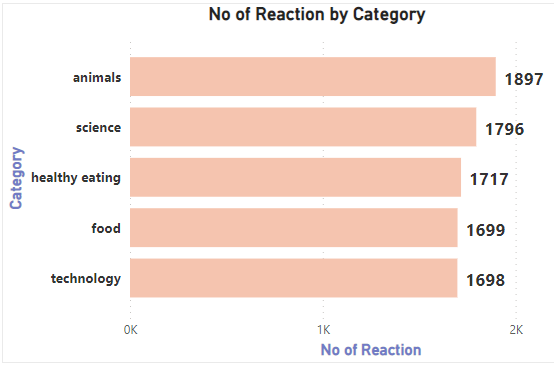 No of Reaction by Category
animals
1897
science
1796
healthy eating
1717
food
1699
technology
1698
Category
0K
1K
2K
No of Reaction